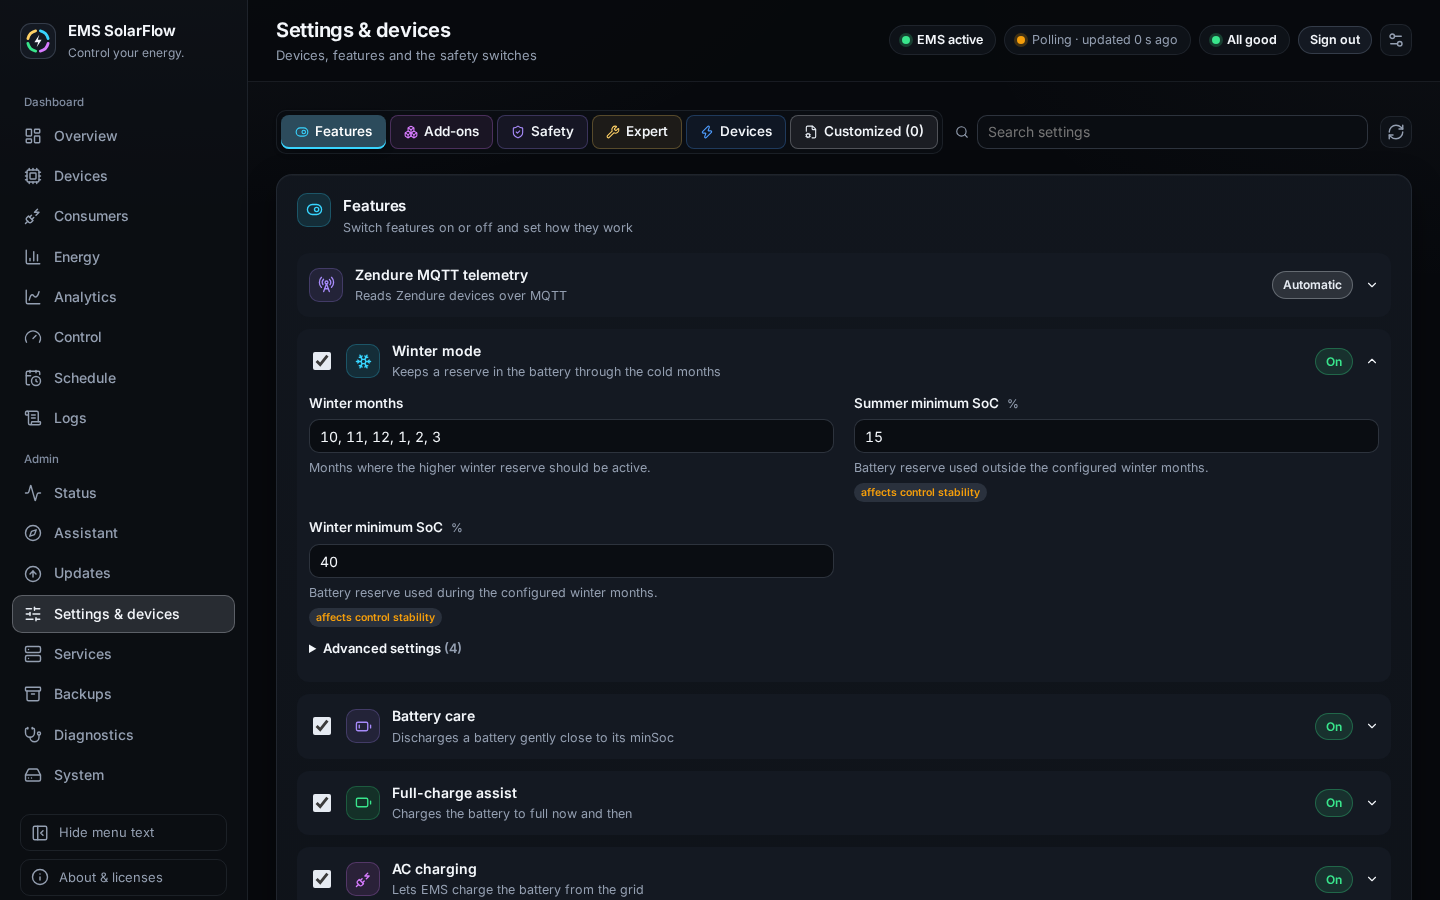 EMS SolarFlow
Control your energy.
Dashboard
Overview
Devices
Consumers
Energy
Analytics
Control
Schedule
Logs
Admin
Status
Assistant
Updates
Settings & devices
Services
Backups
Diagnostics
System
Hide menu text
About & licenses
Settings & devices
Devices, features and the safety switches
EMS active
Polling · updated 0 s ago
All good
Sign out
Features
Add-ons
Safety
Expert
Devices
Customized (0)
Search settings
Features
Switch features on or off and set how they work
Zendure MQTT telemetry
Reads Zendure devices over MQTT
Automatic
Winter mode
Keeps a reserve in the battery through the cold months
On
Winter months
10, 11, 12, 1, 2, 3
Months where the higher winter reserve should be active.
Summer minimum SoC %
15
Battery reserve used outside the configured winter months.
affects control stability
Winter minimum SoC %
40
Battery reserve used during the configured winter months.
affects control stability
Advanced settings (4)
Battery care
Discharges a battery gently close to its minSoc
On
Full-charge assist
Charges the battery to full now and then
On
AC charging
Lets EMS charge the battery from the grid
On